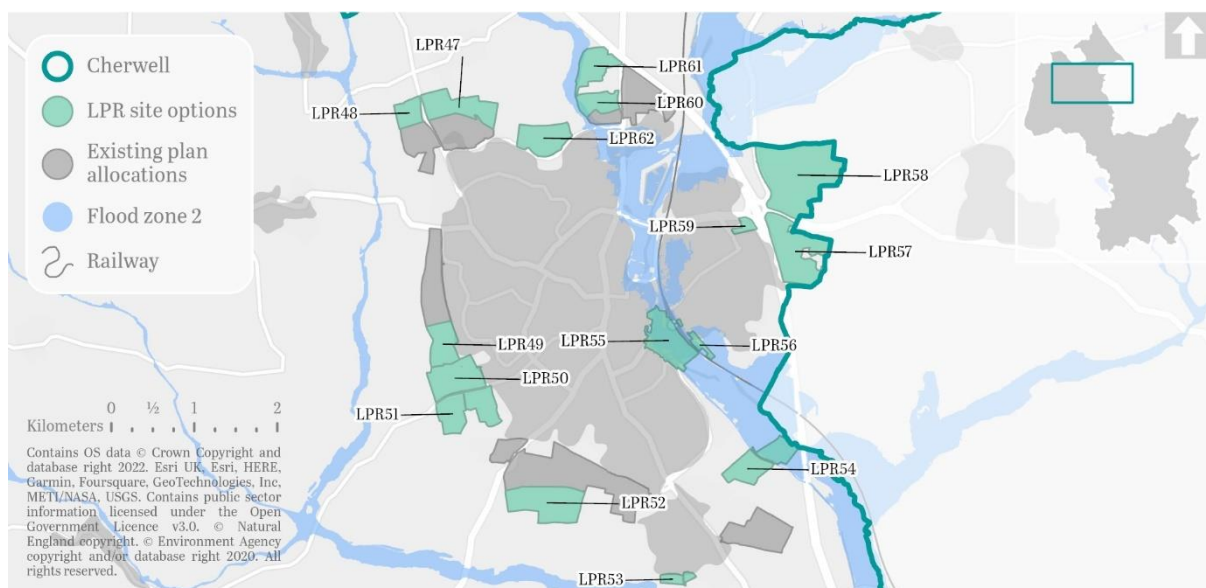 Cherwell
LPR site options
Existing plan
allocations
Flood zone 2
Railway
LPR47
LPR48
LPR61
LPR60
LPR62
LPR58
LPR59
LPR57
LPR49
LPR55
LPR56
LPR50
LPR51
LPR54
LPR52
LPR53
0 ½ 1 2
Kilometers
Contains OS data © Crown Copyright and
database right 2022. Esri UK, Esri, HERE,
Garmin, Foursquare, GeoTechnologies, Inc,
METI/NASA, USGS. Contains public sector
information licensed under the Open
Government Licence v3.0. © Natural
England copyright. © Environment Agency
copyright and/or database right 2020. All
rights reserved.